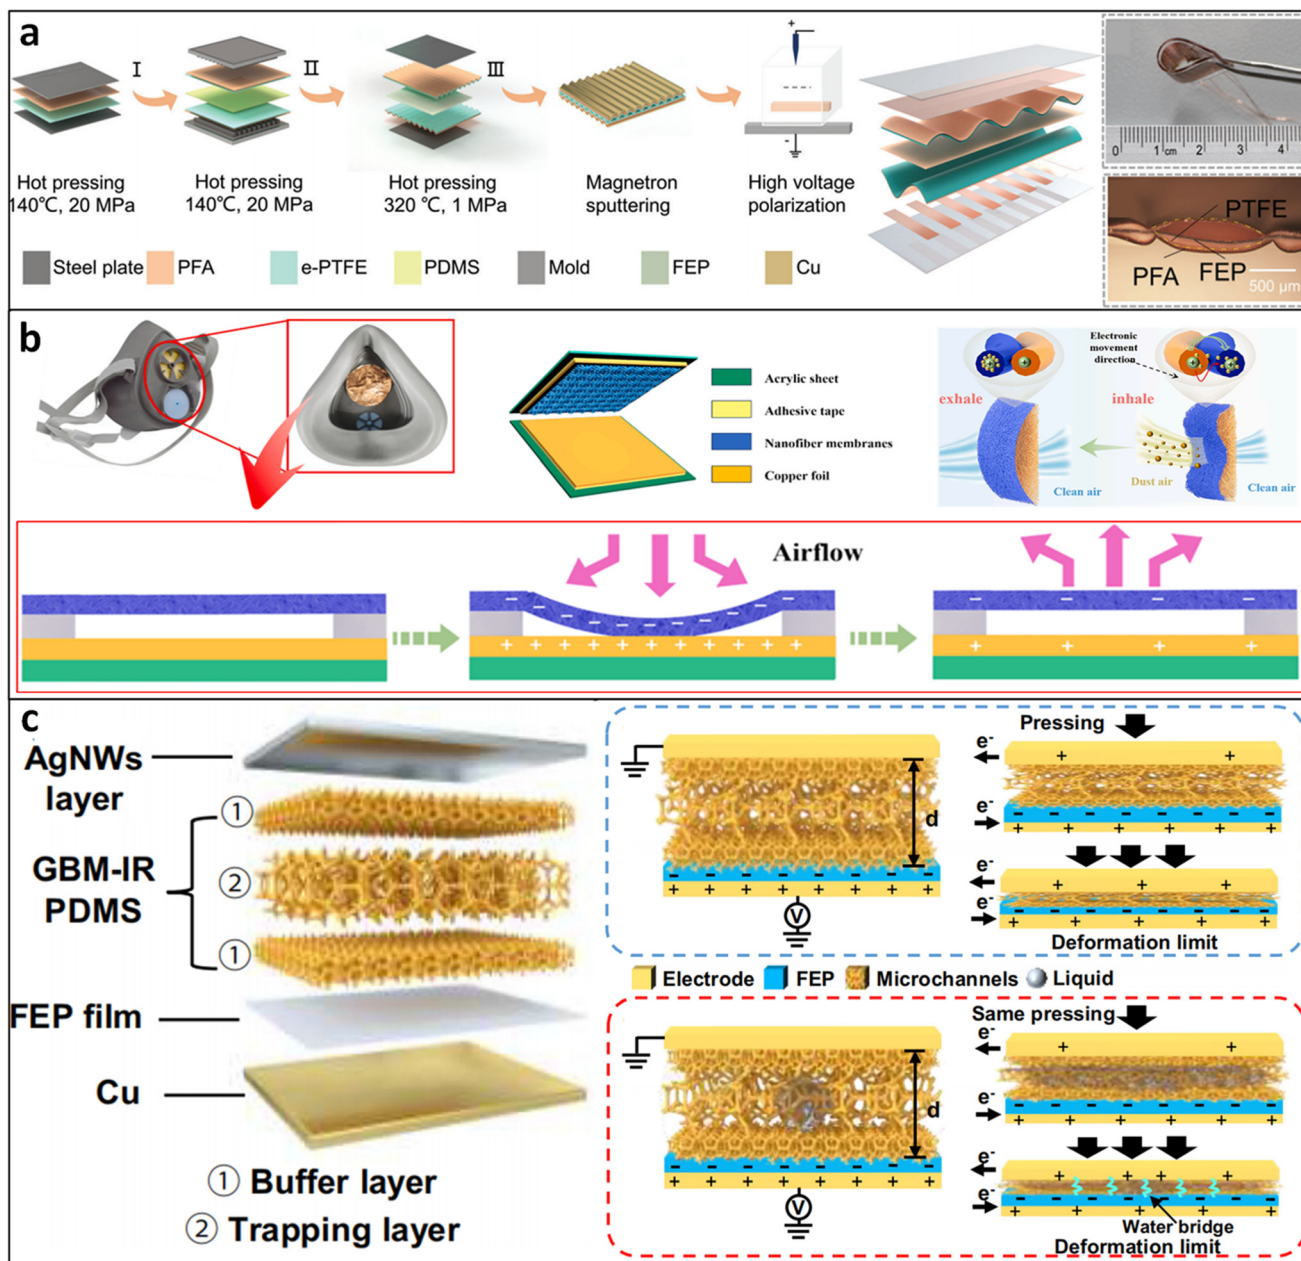 a
I
II
III
+
-
Hot pressing
140℃, 20 MPa
Hot pressing
140℃, 20 MPa
Hot pressing
320 ℃, 1 MPa
Magnetron
sputtering
High voltage
polarization
Steel plate
PFA
e-PTFE
PDMS
Mold
FEP
Cu
0 1 cm 2 3 4
PTFE
PFA
FEP
500 μm
b
Acrylic sheet
Adhesive tape
Nanofiber membranes
Copper foil
Electronic
movement
direction
exhale
inhale
Clean air
Dust air
Clean air
Airflow
− − − − − − − −
+ + + + + + + + + +
− − − −
+ + + +
c
AgNWs
layer
①
GBM-IR
PDMS
②
①
FEP film
Cu
① Buffer layer
② Trapping layer
d
V
Pressing
e-
e-
e-
e-
Deformation limit
Electrode
FEP
Microchannels
Liquid
d
V
Same pressing
e-
e-
e-
e-
Water bridge
Deformation limit